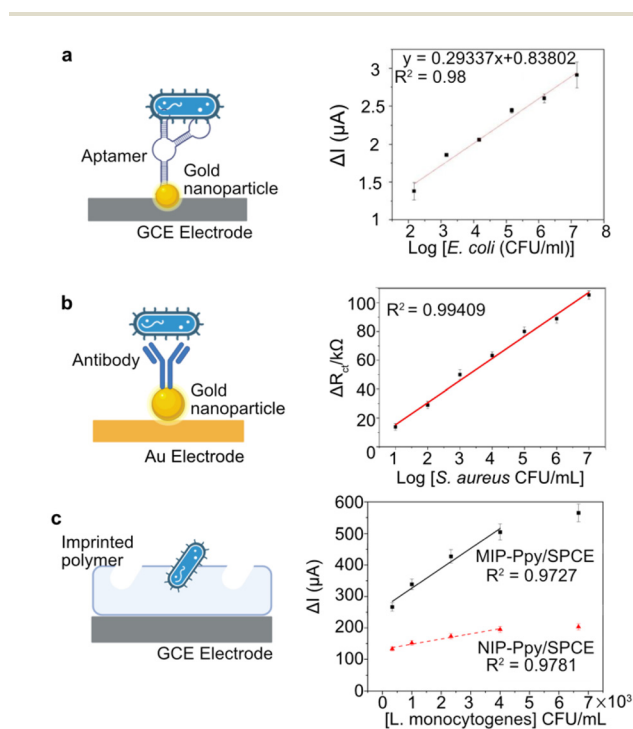 a
Aptamer
Gold
nanoparticle
GCE Electrode
y = 0.29337x+0.83802
R² = 0.98
3
2.5
2
1.5
1
ΔI (μA)
2 3 4 5 6 7 8
Log [E. coli (CFU/ml)]
b
Antibody
Gold
nanoparticle
Au Electrode
R² = 0.99409
100
80
60
40
20
0
ΔRct/kΩ
1 2 3 4 5 6 7
Log [S. aureus CFU/mL]
c
Imprinted
polymer
GCE Electrode
600
500
400
300
200
100
0
ΔI (μA)
MIP-Ppy/SPCE
R² = 0.9727
NIP-Ppy/SPCE
R² = 0.9781
0 1 2 3 4 5 6 7×10³
[L. monocytogenes] CFU/mL